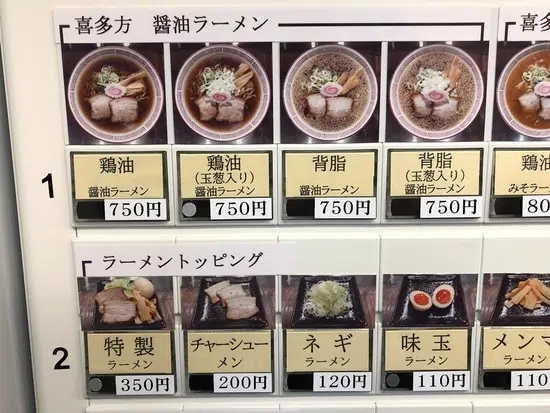 喜多方 醤油ラーメン
喜多
1
鶏油
醤油ラーメン
750円
鶏油
(玉葱入り)
醤油ラーメン
750円
背脂
醤油ラーメン
750円
背脂
(玉葱入り)
醤油ラーメン
750円
鶏油
みそラーメン
80
ラーメントッピング
2
特製
ラーメン
350円
チャーシュー
メン
200円
ネギ
ラーメン
120円
味玉
ラーメン
110円
メンマ
ラーメン
110